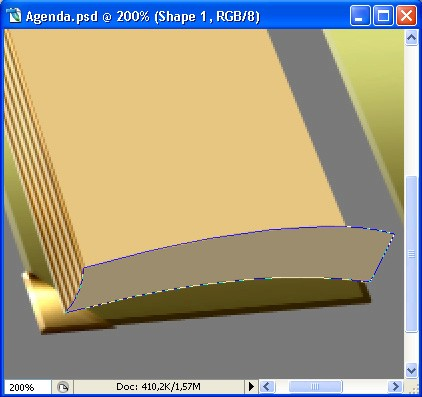 Agenda.psd @ 200% (Shape 1, RGB/8)
200%
Doc: 410,2K/1,57M